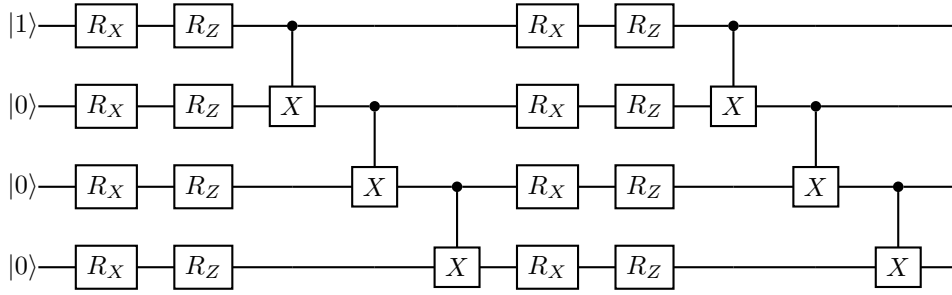 |1⟩ R_X R_Z R_X R_Z
X X
|0⟩ R_X R_Z R_X R_Z
X X
|0⟩ R_X R_Z R_X R_Z
X X
|0⟩ R_X R_Z R_X R_Z